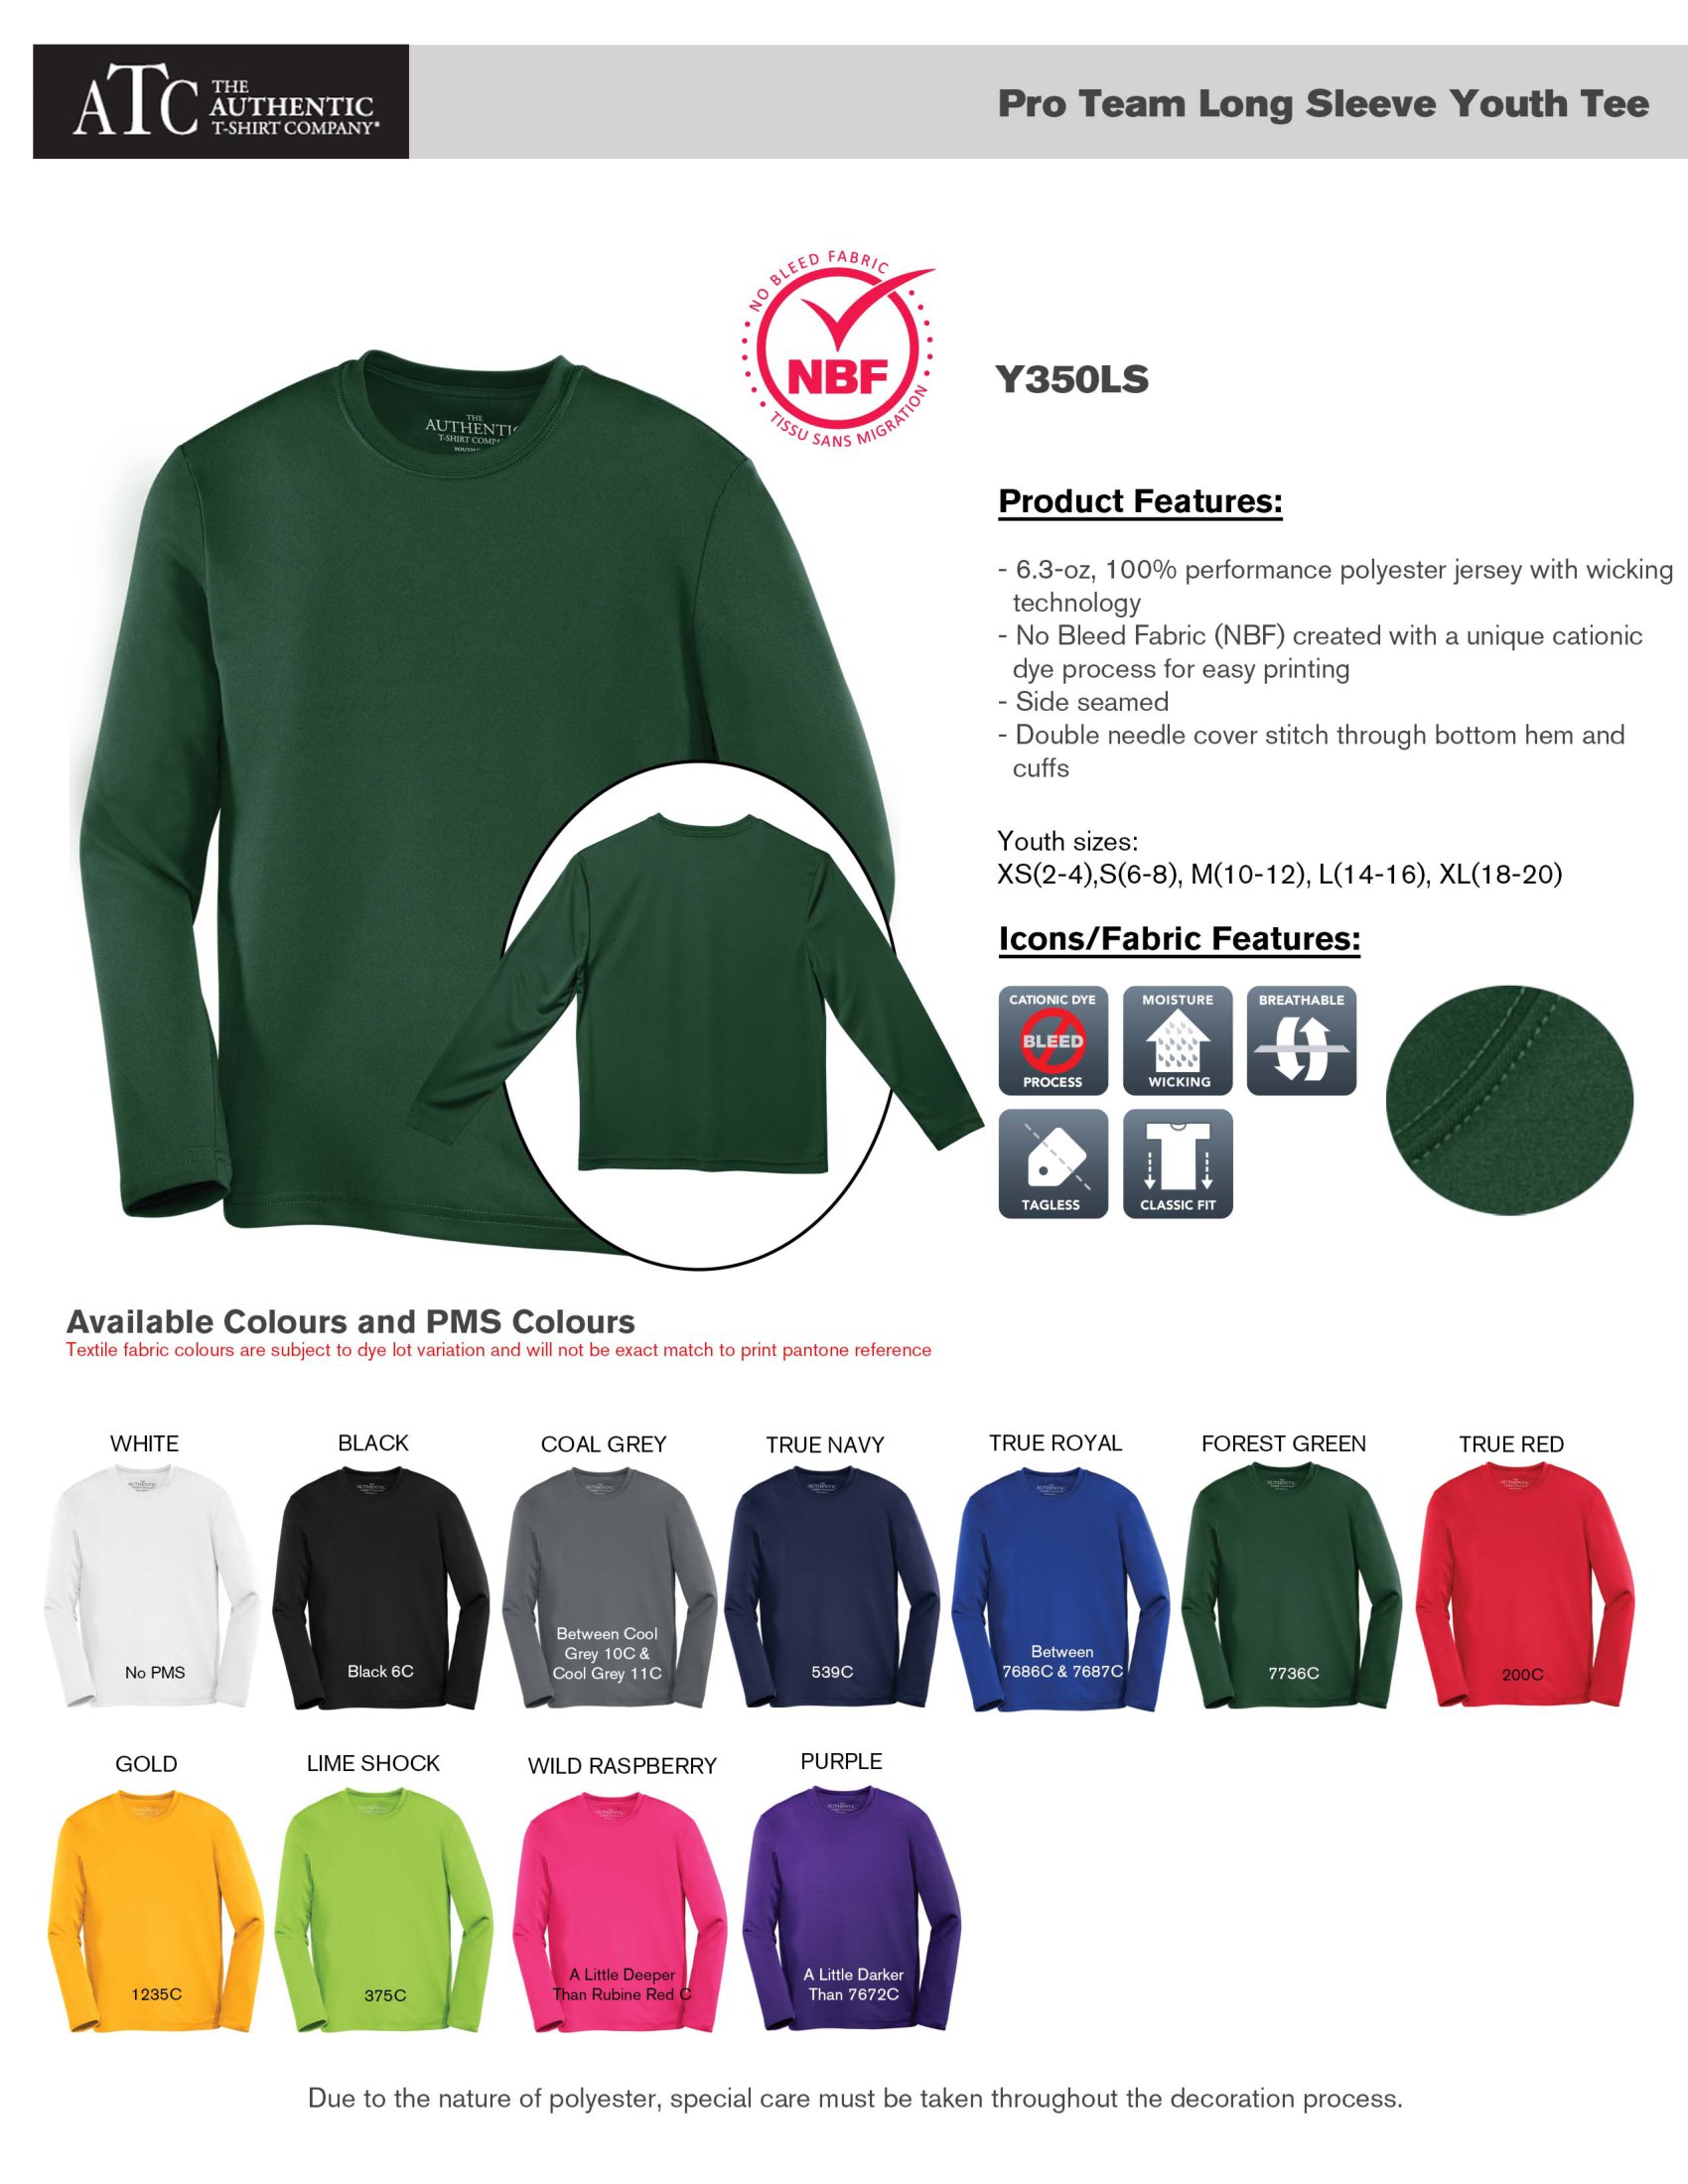 ATC THE
AUTHENTIC
T-SHIRT COMPANY®
Pro Team Long Sleeve Youth Tee
NO BLEED FABRIC
NBF
TISSU SANS MIGRATION
THE
AUTHENTIC
T-SHIRT COMPA
YOUTH
Y350LS
Product Features:
- 6.3-oz, 100% performance polyester jersey with wicking
technology
- No Bleed Fabric (NBF) created with a unique cationic
dye process for easy printing
- Side seamed
- Double needle cover stitch through bottom hem and
cuffs
Youth sizes:
XS(2-4),S(6-8), M(10-12), L(14-16), XL(18-20)
Icons/Fabric Features:
CATIONIC DYE
BLEED
PROCESS
MOISTURE
WICKING
BREATHABLE
TAGLESS
CLASSIC FIT
Available Colours and PMS Colours
Textile fabric colours are subject to dye lot variation and will not be exact match to print pantone reference
WHITE
No PMS
BLACK
Black 6C
COAL GREY
Between Cool
Grey 10C &
Cool Grey 11C
TRUE NAVY
539C
TRUE ROYAL
Between
7686C & 7687C
FOREST GREEN
7736C
TRUE RED
200C
GOLD
1235C
LIME SHOCK
375C
WILD RASPBERRY
A Little Deeper
Than Rubine Red C
PURPLE
A Little Darker
Than 7672C
Due to the nature of polyester, special care must be taken throughout the decoration process.